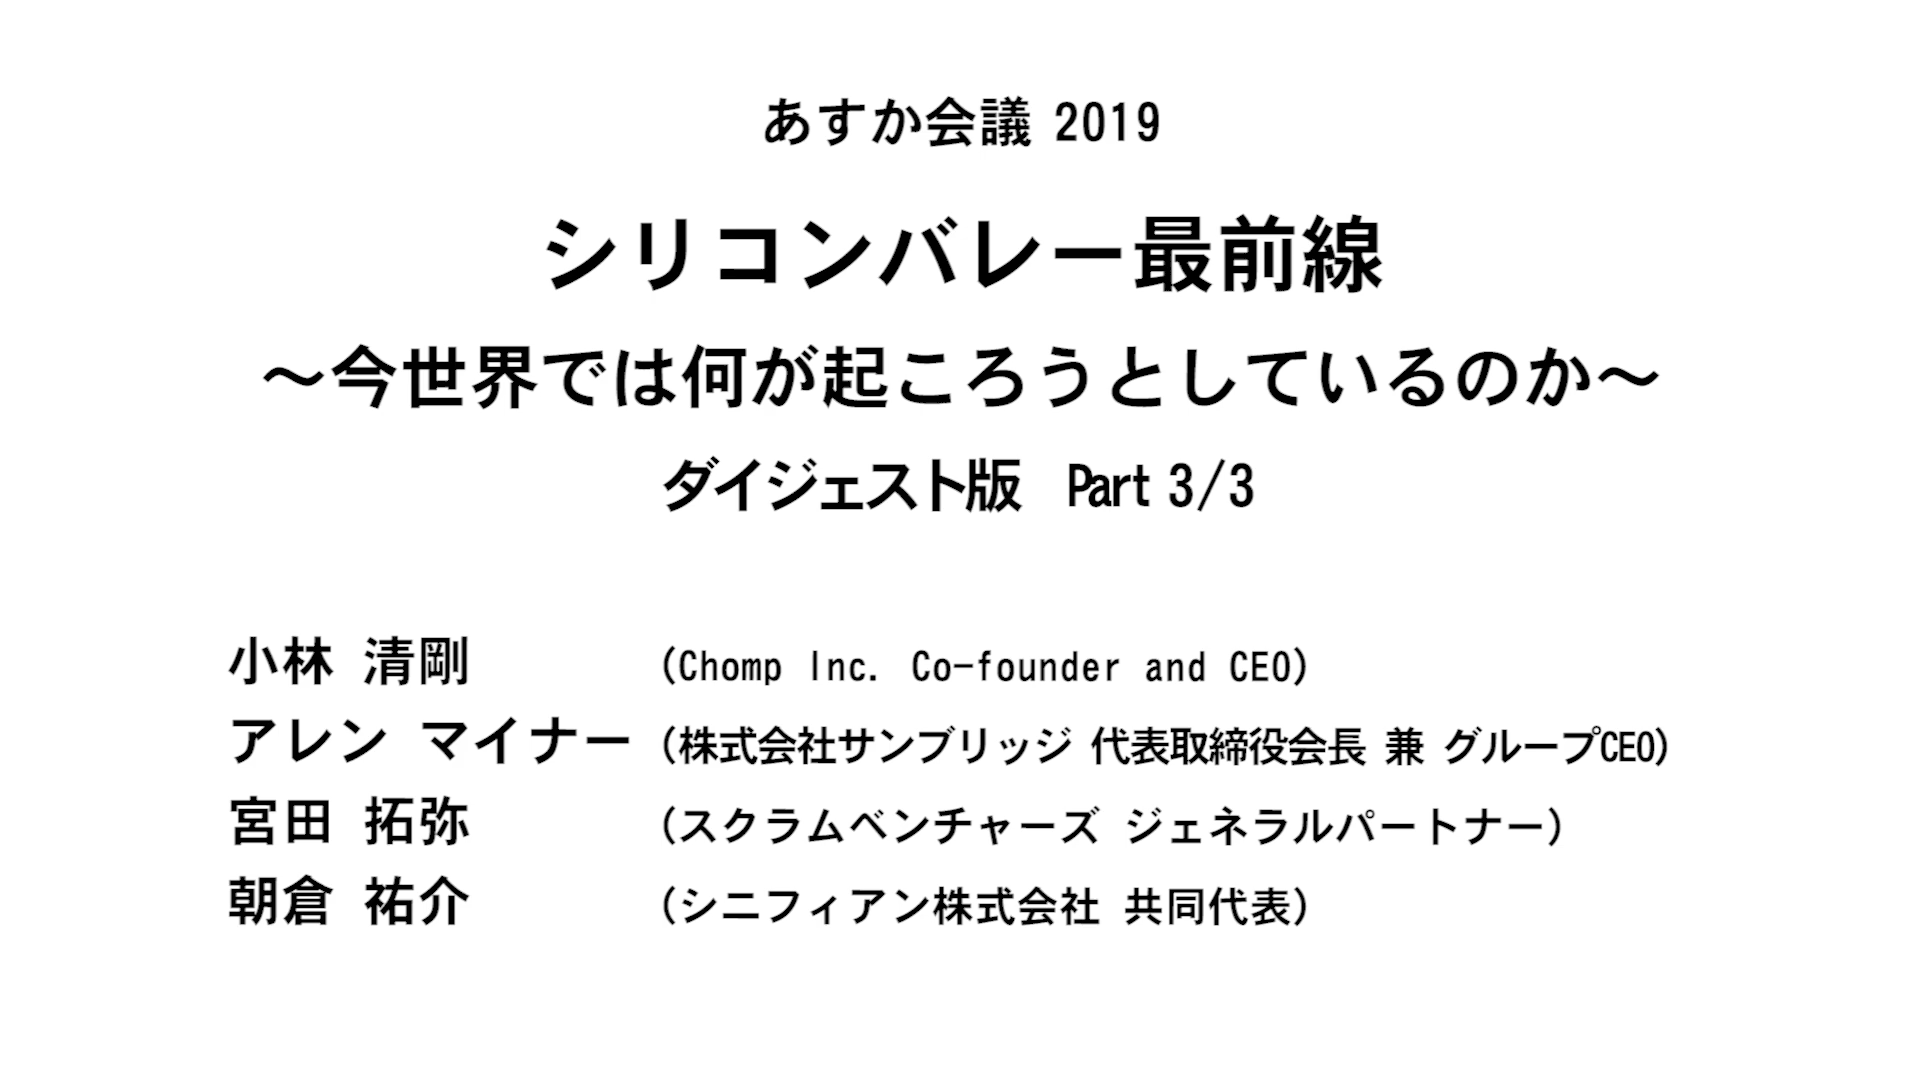 あすか会議 2019
シリコンバレー最前線
～今世界では何が起ころうとしているのか～
ダイジェスト版 Part 3/3
小林 清剛 (Chomp Inc. Co-founder and CEO)
アレン マイナー (株式会社サンブリッジ 代表取締役会長 兼 グループCEO)
宮田 拓弥 (スクラムベンチャーズ ジェネラルパートナー)
朝倉 祐介 (シニフィアン株式会社 共同代表)